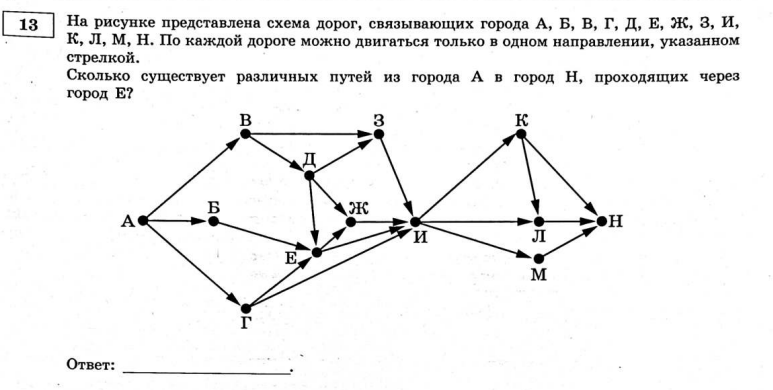 13
На рисунке представлена схема дорог, связывающих города А, Б, В, Г, Д, Е, Ж, З, И,
К, Л, М, Н. По каждой дороге можно двигаться только в одном направлении, указанном
стрелкой.
Сколько существует различных путей из города А в город Н, проходящих через
город Е?
В
З
К
Д
А
Б
Ж
И
Л
Н
Е
М
Г
Ответ: ____________________.